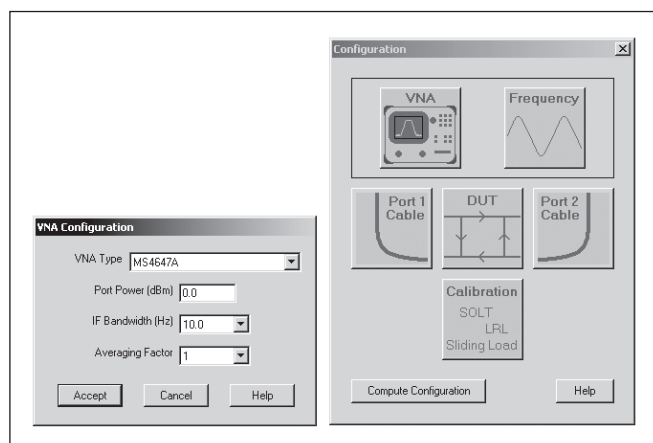 VNA Configuration
VNA Type MS4647A
Port Power (dBm) 0.0
IF Bandwidth (Hz) 10.0
Averaging Factor 1
Accept Cancel Help
Configuration
VNA Frequency
Port 1 Cable DUT Port 2 Cable
Calibration
SOLT
LRL
Sliding Load
Compute Configuration Help